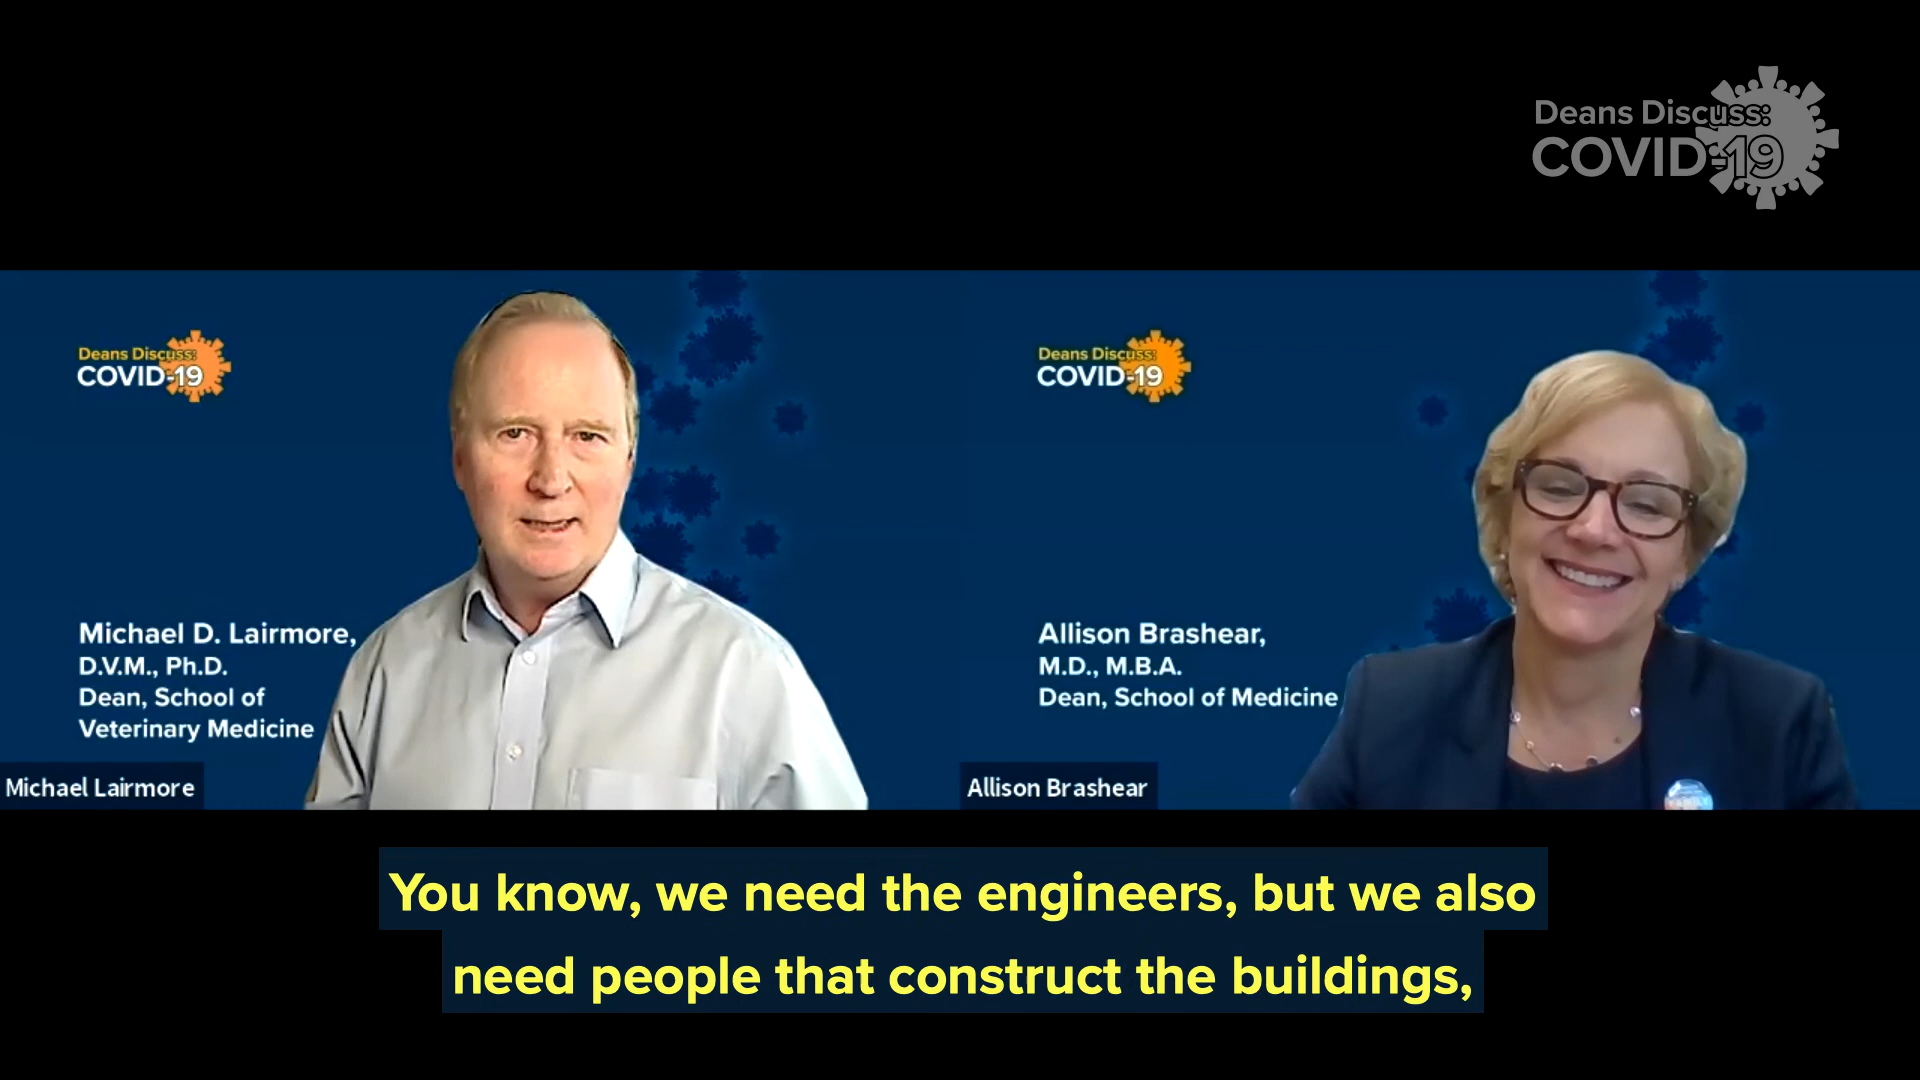 Deans Discuss:
COVID-19
Deans Discuss:
COVID-19
Michael D. Lairmore,
D.V.M., Ph.D.
Dean, School of
Veterinary Medicine
Michael Lairmore
Deans Discuss:
COVID-19
Allison Brashear,
M.D., M.B.A.
Dean, School of Medicine
Allison Brashear
You know, we need the engineers, but we also
need people that construct the buildings,